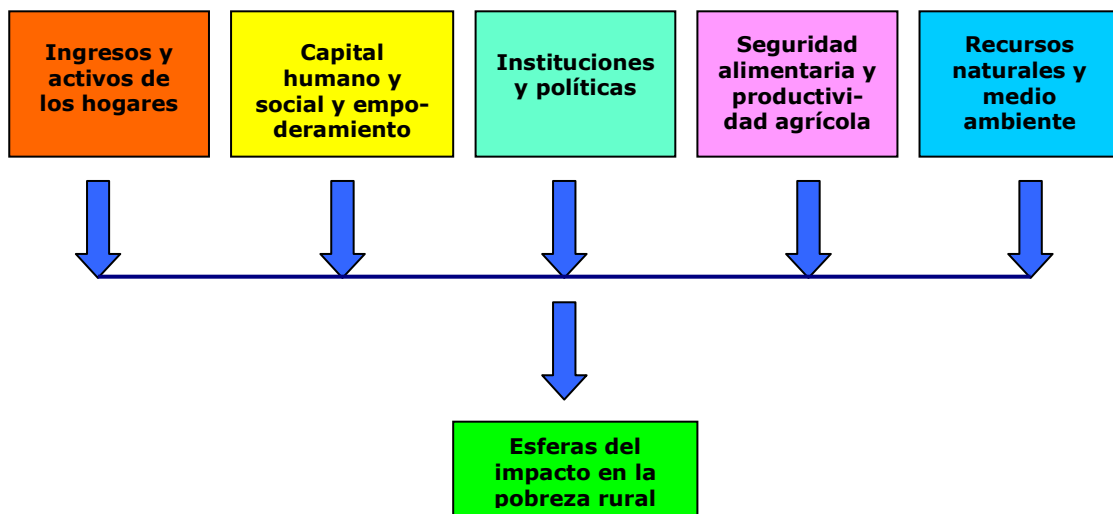 Ingresos y
activos de
los hogares
Capital
humano y
social y empo-
deramiento
Instituciones
y políticas
Seguridad
alimentaria y
productivi-
dad agrícola
Recursos
naturales y
medio
ambiente
Esferas del
impacto en la
pobreza rural